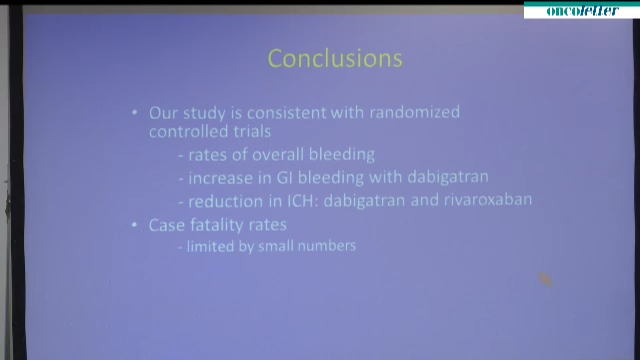 oncoletter
Conclusions
• Our study is consistent with randomized
controlled trials
- rates of overall bleeding
- increase in GI bleeding with dabigatran
- reduction in ICH: dabigatran and rivaroxaban
• Case fatality rates
- limited by small numbers